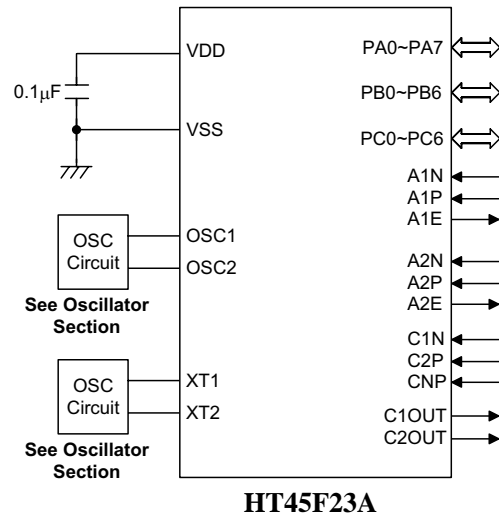 VDD
0.1μF
VSS
OSC
Circuit
OSC1
OSC2
See Oscillator
Section
OSC
Circuit
XT1
XT2
See Oscillator
Section
PA0~PA7
PB0~PB6
PC0~PC6
A1N
A1P
A1E
A2N
A2P
A2E
C1N
C2P
CNP
C1OUT
C2OUT
HT45F23A